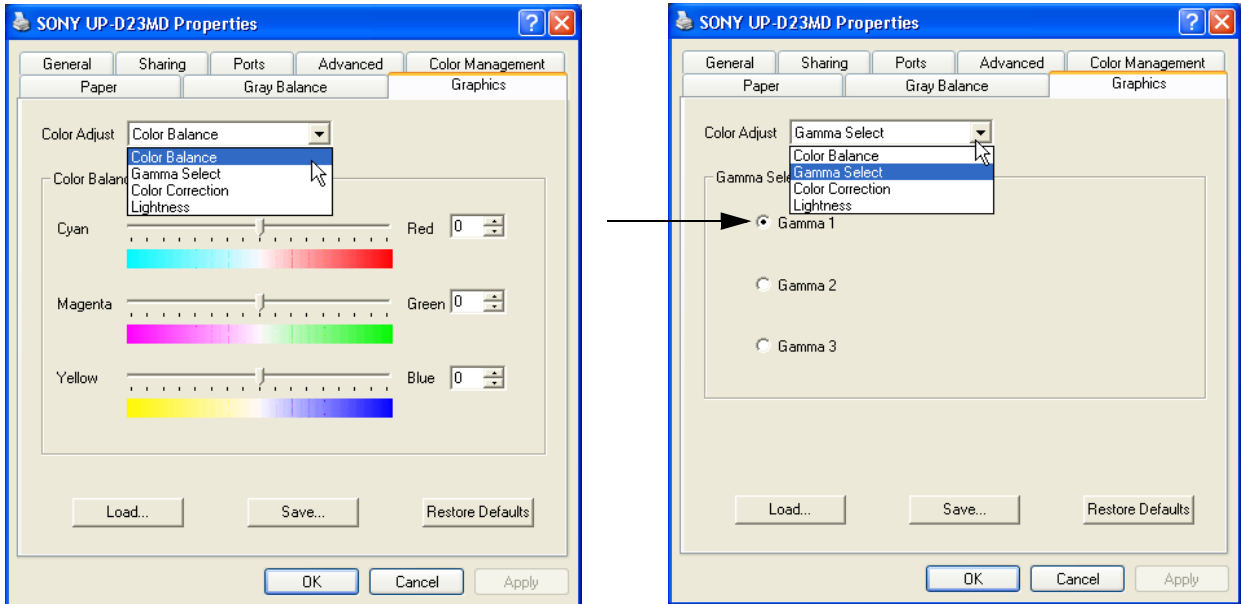 SONY UP-D23MD Properties
General Sharing Ports Advanced Color Management
Paper Gray Balance Graphics
Color Adjust Color Balance
Color Balance
Gamma Select
Color Correction
Lightness
Color Balan
Cyan Red 0
Magenta Green 0
Yellow Blue 0
Load... Save... Restore Defaults
OK Cancel Apply
SONY UP-D23MD Properties
General Sharing Ports Advanced Color Management
Paper Gray Balance Graphics
Color Adjust Gamma Select
Color Balance
Gamma Select
Color Correction
Lightness
Gamma Sel
Gamma 1
Gamma 2
Gamma 3
Load... Save... Restore Defaults
OK Cancel Apply